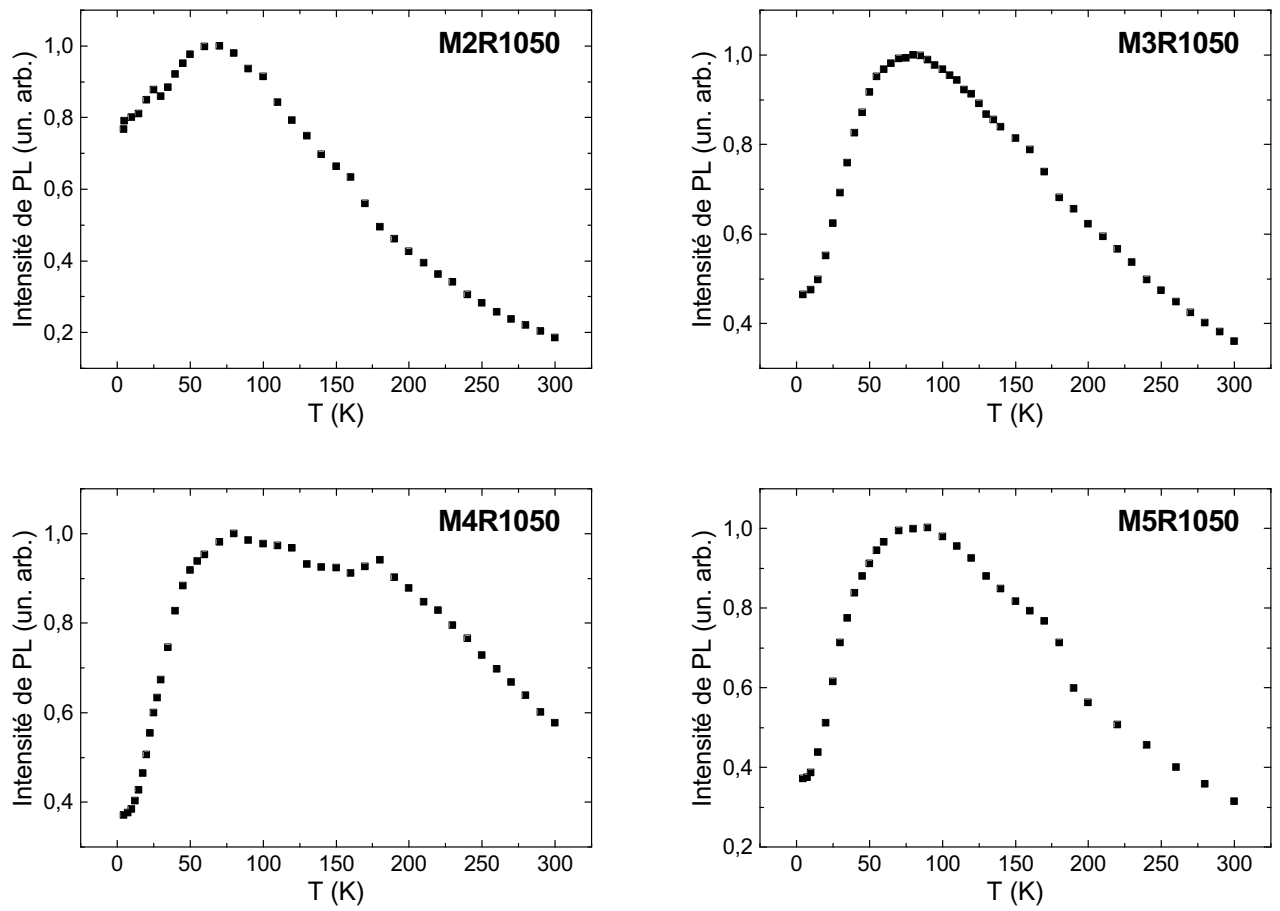 M2R1050
Intensité de PL (un. arb.)
1,0
0,8
0,6
0,4
0,2
0 50 100 150 200 250 300
T (K)
M3R1050
Intensité de PL (un. arb.)
1,0
0,8
0,6
0,4
0 50 100 150 200 250 300
T (K)
M4R1050
Intensité de PL (un. arb.)
1,0
0,8
0,6
0,4
0 50 100 150 200 250 300
T (K)
M5R1050
Intensité de PL (un. arb.)
1,0
0,8
0,6
0,4
0,2
0 50 100 150 200 250 300
T (K)